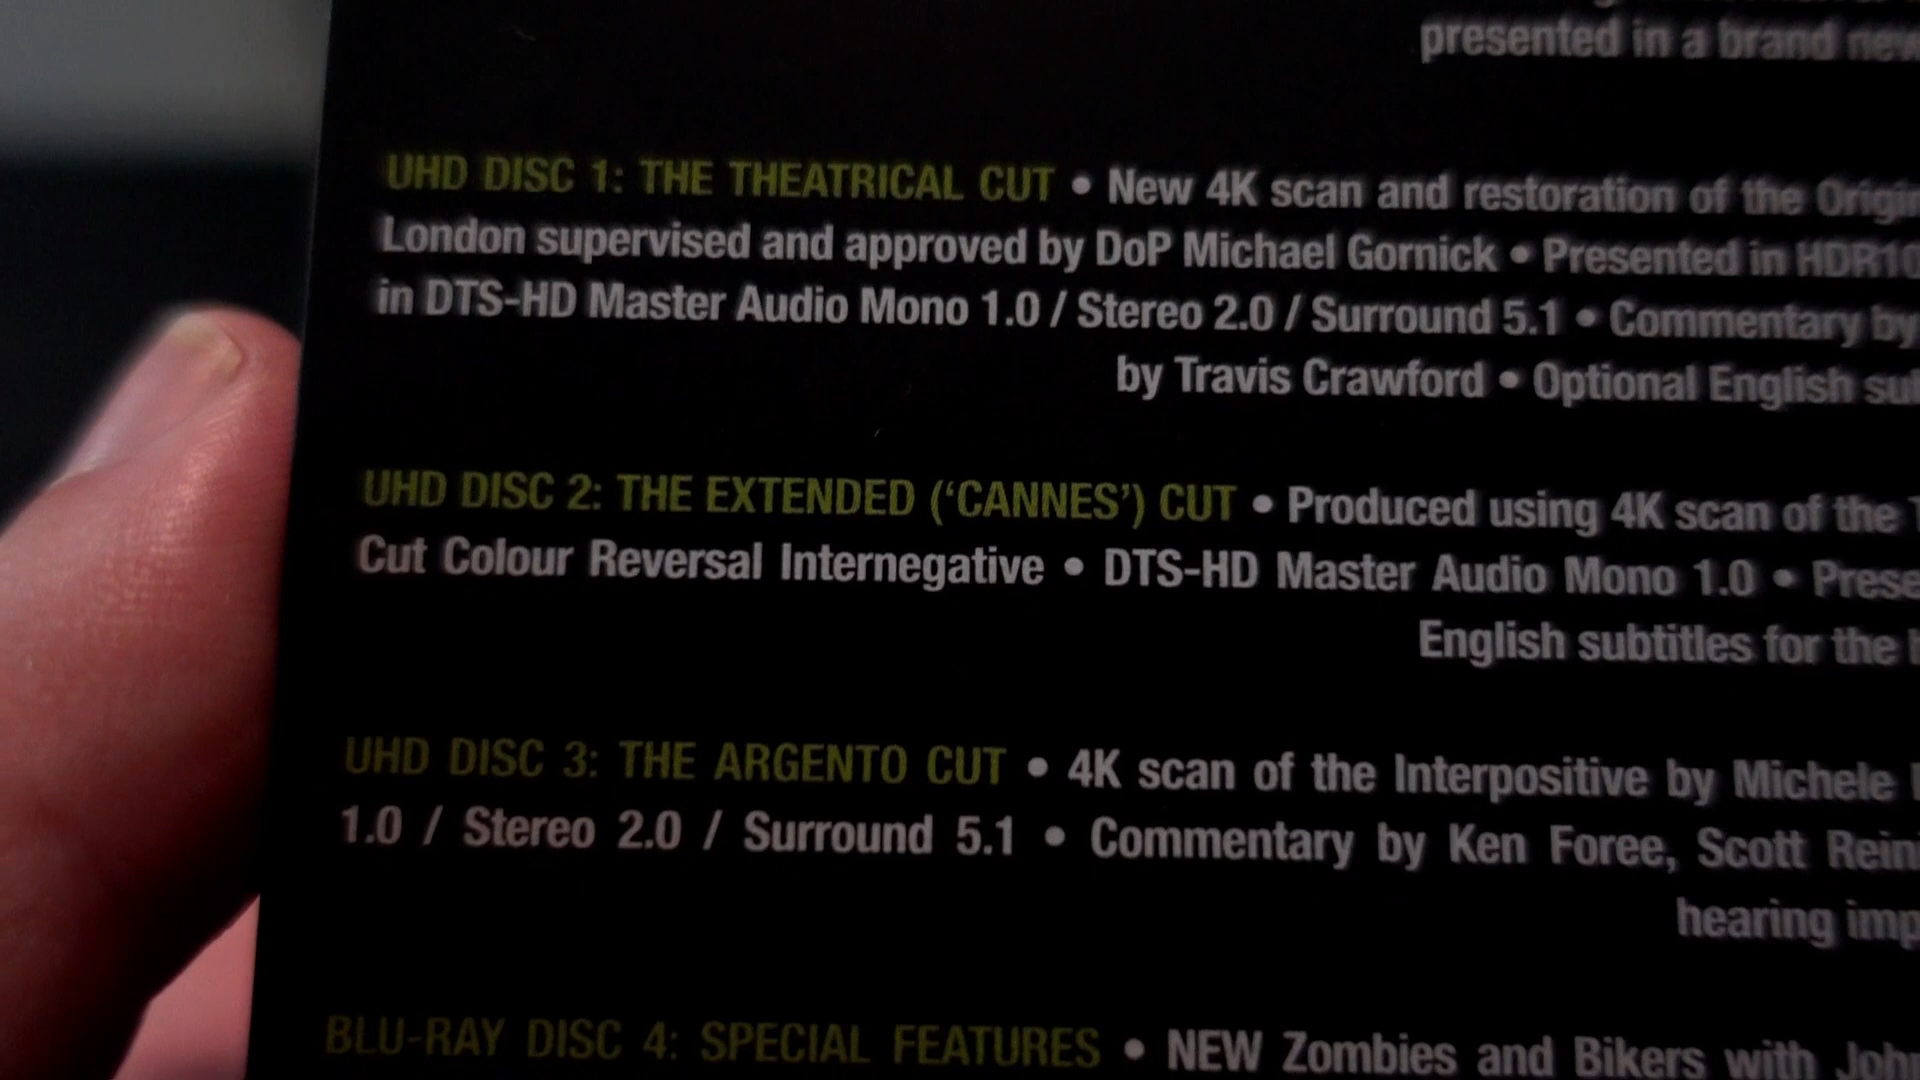 presented in a brand new
UHD DISC 1: THE THEATRICAL CUT • New 4K scan and restoration of the
London supervised and approved by DoP Michael Gornick • Presented in HDR10
in DTS-HD Master Audio Mono 1.0 / Stereo 2.0 / Surround 5.1 • Commentary by
by Travis Crawford • Optional English
UHD DISC 2: THE EXTENDED (‘CANNES’) CUT • Produced using 4K scan of the
Cut Colour Reversal Internegative • DTS-HD Master Audio Mono 1.0 •
English subtitles for the
UHD DISC 3: THE ARGENTO CUT • 4K scan of the Interpositive by Michele
1.0 / Stereo 2.0 / Surround 5.1 • Commentary by Ken Foree, Scott
hearing
BLU-RAY DISC 4: SPECIAL FEATURES • NEW Zombies and Bikers with